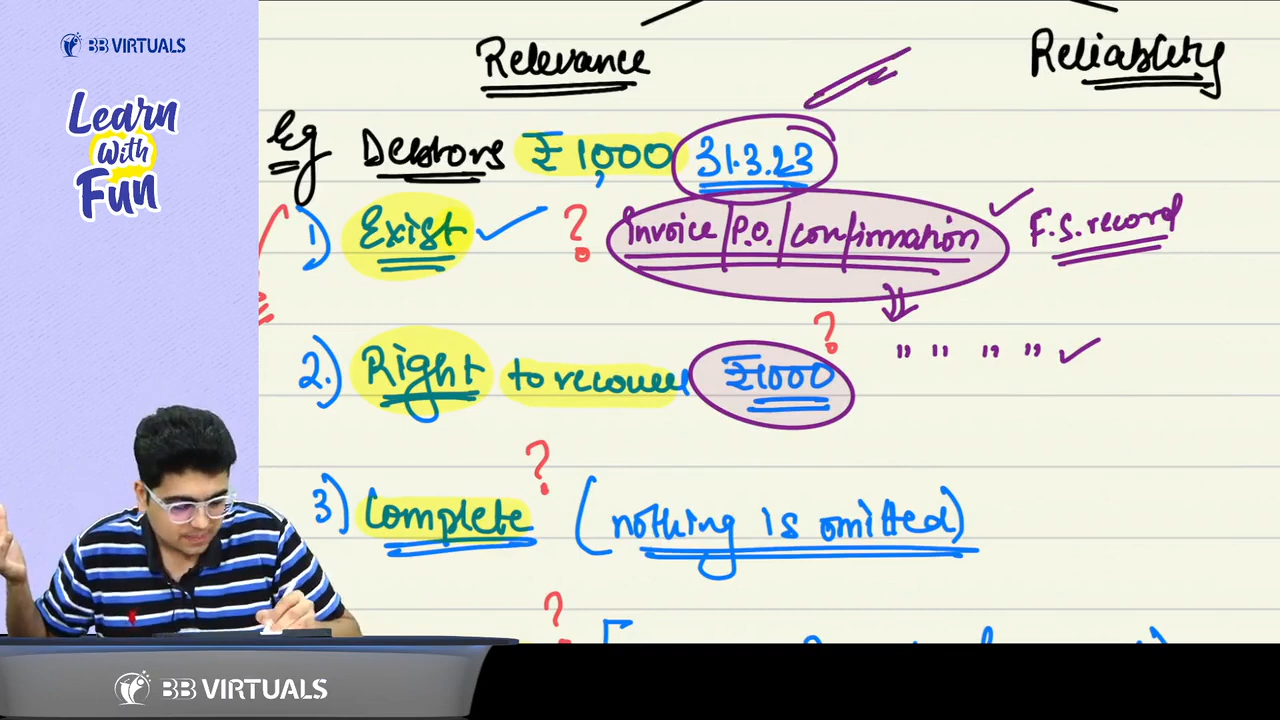 BB VIRTUALS
Learn
with
Fun
Relevance
Reliability
Eg Debtors ₹1,000 31.3.23
1) Exist ? Invoice/P.O./confirmation F.S. record
2.) Right to recover ₹1000 ? " " " "
3) Complete ? (nothing is omitted)
?
BB VIRTUALS